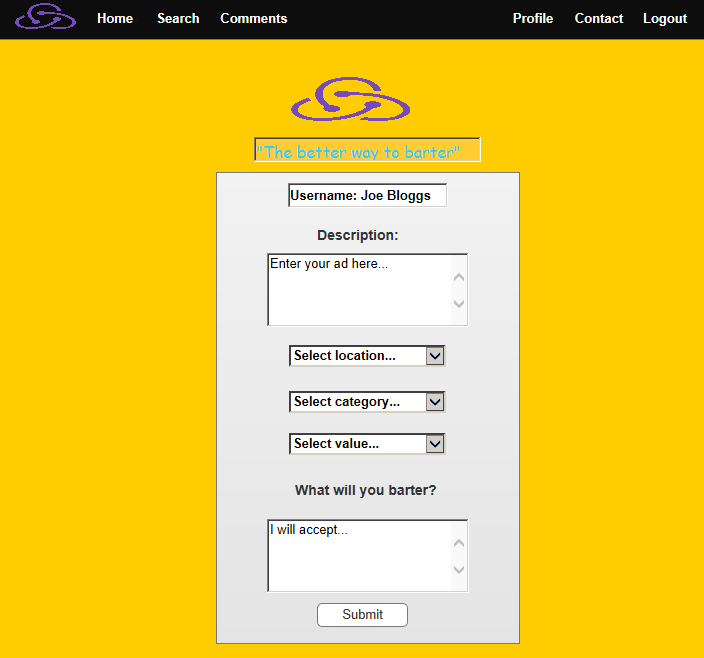 Home Search Comments Profile Contact Logout
"The better way to barter"
Username: Joe Bloggs
Description:
Enter your ad here...
Select location...
Select category...
Select value...
What will you barter?
I will accept...
Submit